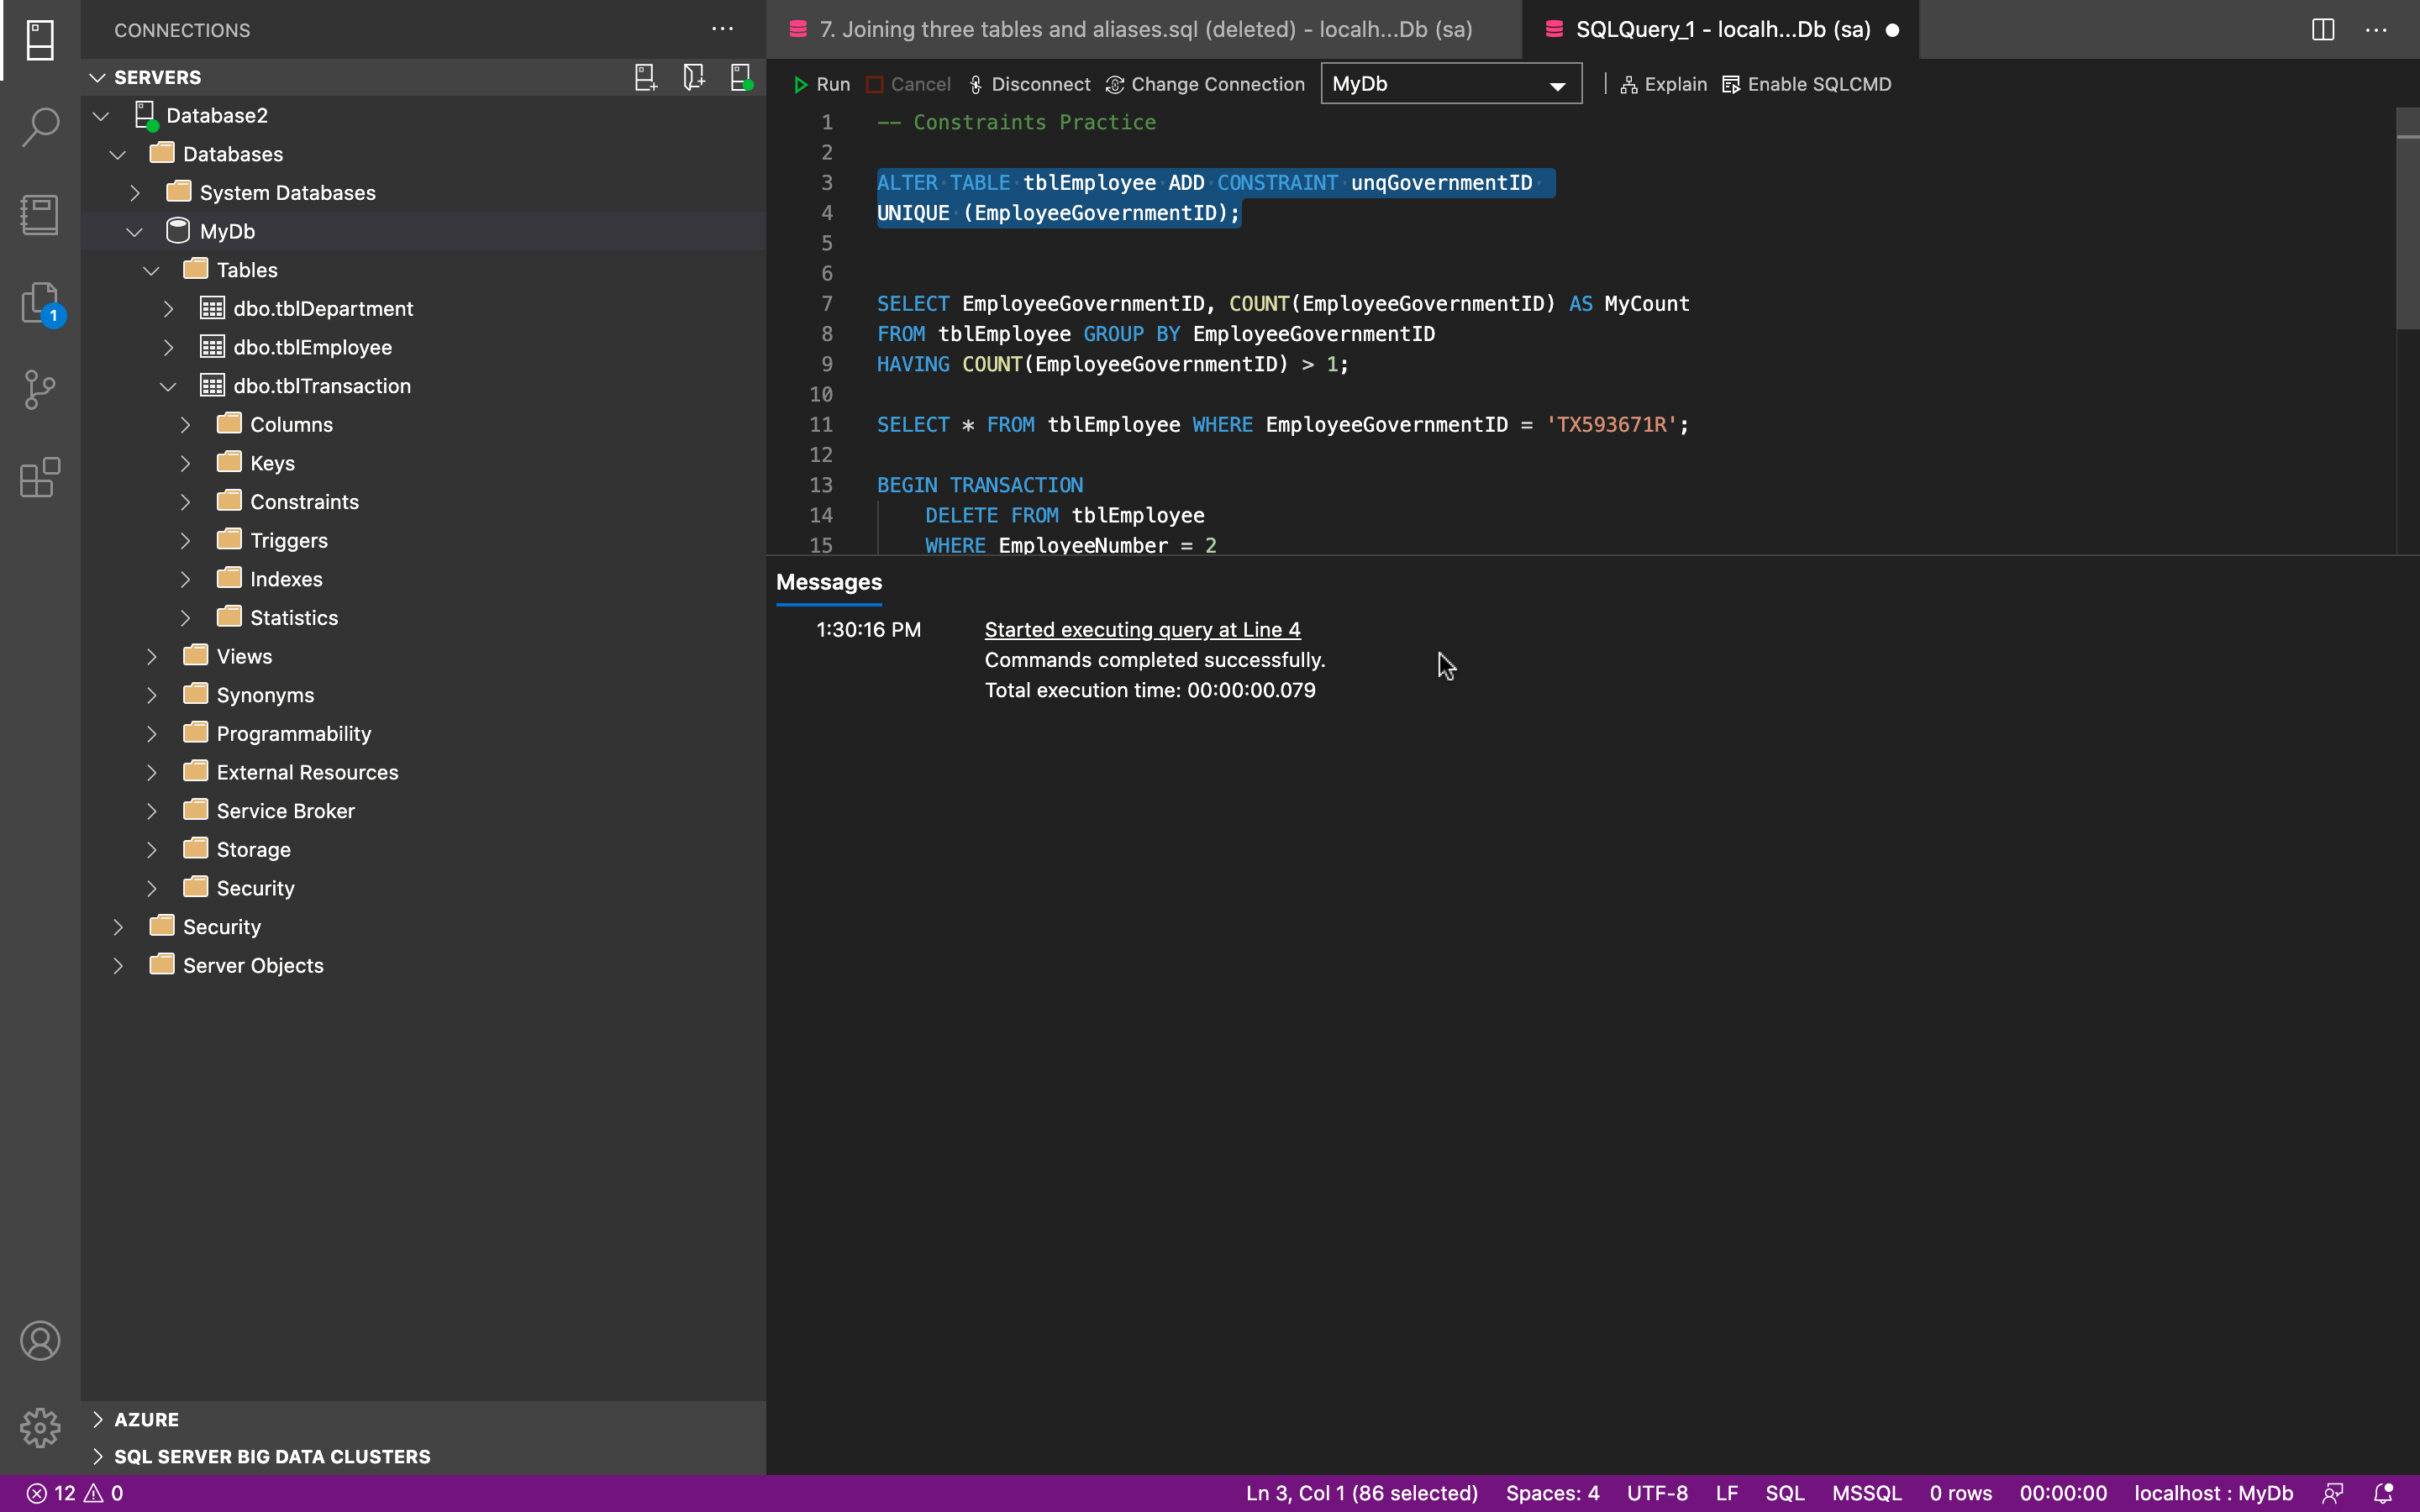 CONNECTIONS
SERVERS
Database2
Databases
System Databases
MyDb
Tables
dbo.tblDepartment
dbo.tblEmployee
dbo.tblTransaction
Columns
Keys
Constraints
Triggers
Indexes
Statistics
Views
Synonyms
Programmability
External Resources
Service Broker
Storage
Security
Security
Server Objects
AZURE
SQL SERVER BIG DATA CLUSTERS
1
7. Joining three tables and aliases.sql (deleted) - localh...Db (sa)
SQLQuery_1 - localh...Db (sa)
Run Cancel Disconnect Change Connection MyDb Explain Enable SQLCMD
1 -- Constraints Practice
2
3 ALTER TABLE tblEmployee ADD CONSTRAINT unqGovernmentID
4 UNIQUE (EmployeeGovernmentID);
5
6
7 SELECT EmployeeGovernmentID, COUNT(EmployeeGovernmentID) AS MyCount
8 FROM tblEmployee GROUP BY EmployeeGovernmentID
9 HAVING COUNT(EmployeeGovernmentID) > 1;
10
11 SELECT * FROM tblEmployee WHERE EmployeeGovernmentID = 'TX593671R';
12
13 BEGIN TRANSACTION
14 DELETE FROM tblEmployee
15 WHERE EmployeeNumber = 2
Messages
1:30:16 PM Started executing query at Line 4
Commands completed successfully.
Total execution time: 00:00:00.079
12 0 Ln 3, Col 1 (86 selected) Spaces: 4 UTF-8 LF SQL MSSQL 0 rows 00:00:00 localhost : MyDb